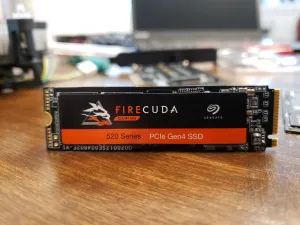 FIRECUDA
SEAGATE
520 Series PCIe Gen4 SSD